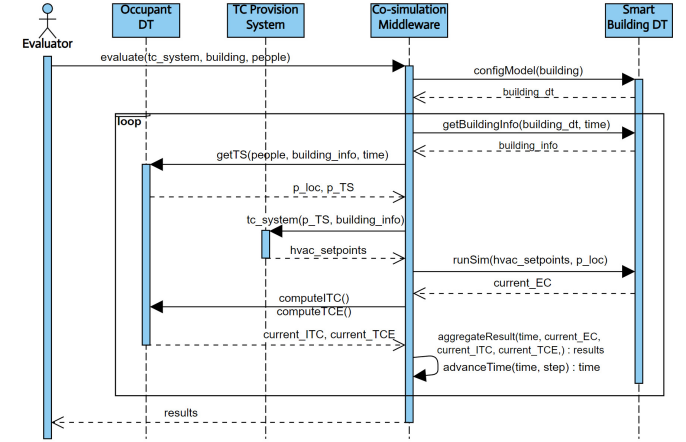 Occupant
DT
TC Provision
System
Co-simulation
Middleware
Smart
Building DT
Evaluator
evaluate(tc_system, building, people)
configModel(building)
building_dt
loop
getBuildingInfo(building_dt, time)
building_info
getTS(people, building_info, time)
p_loc, p_TS
tc_system(p_TS, building_info)
hvac_setpoints
runSim(hvac_setpoints, p_loc)
current_EC
computeITC()
computeTCE()
current_ITC, current_TCE
aggregateResult(time, current_EC,
current_ITC, current_TCE,) : results
advanceTime(time, step) : time
results